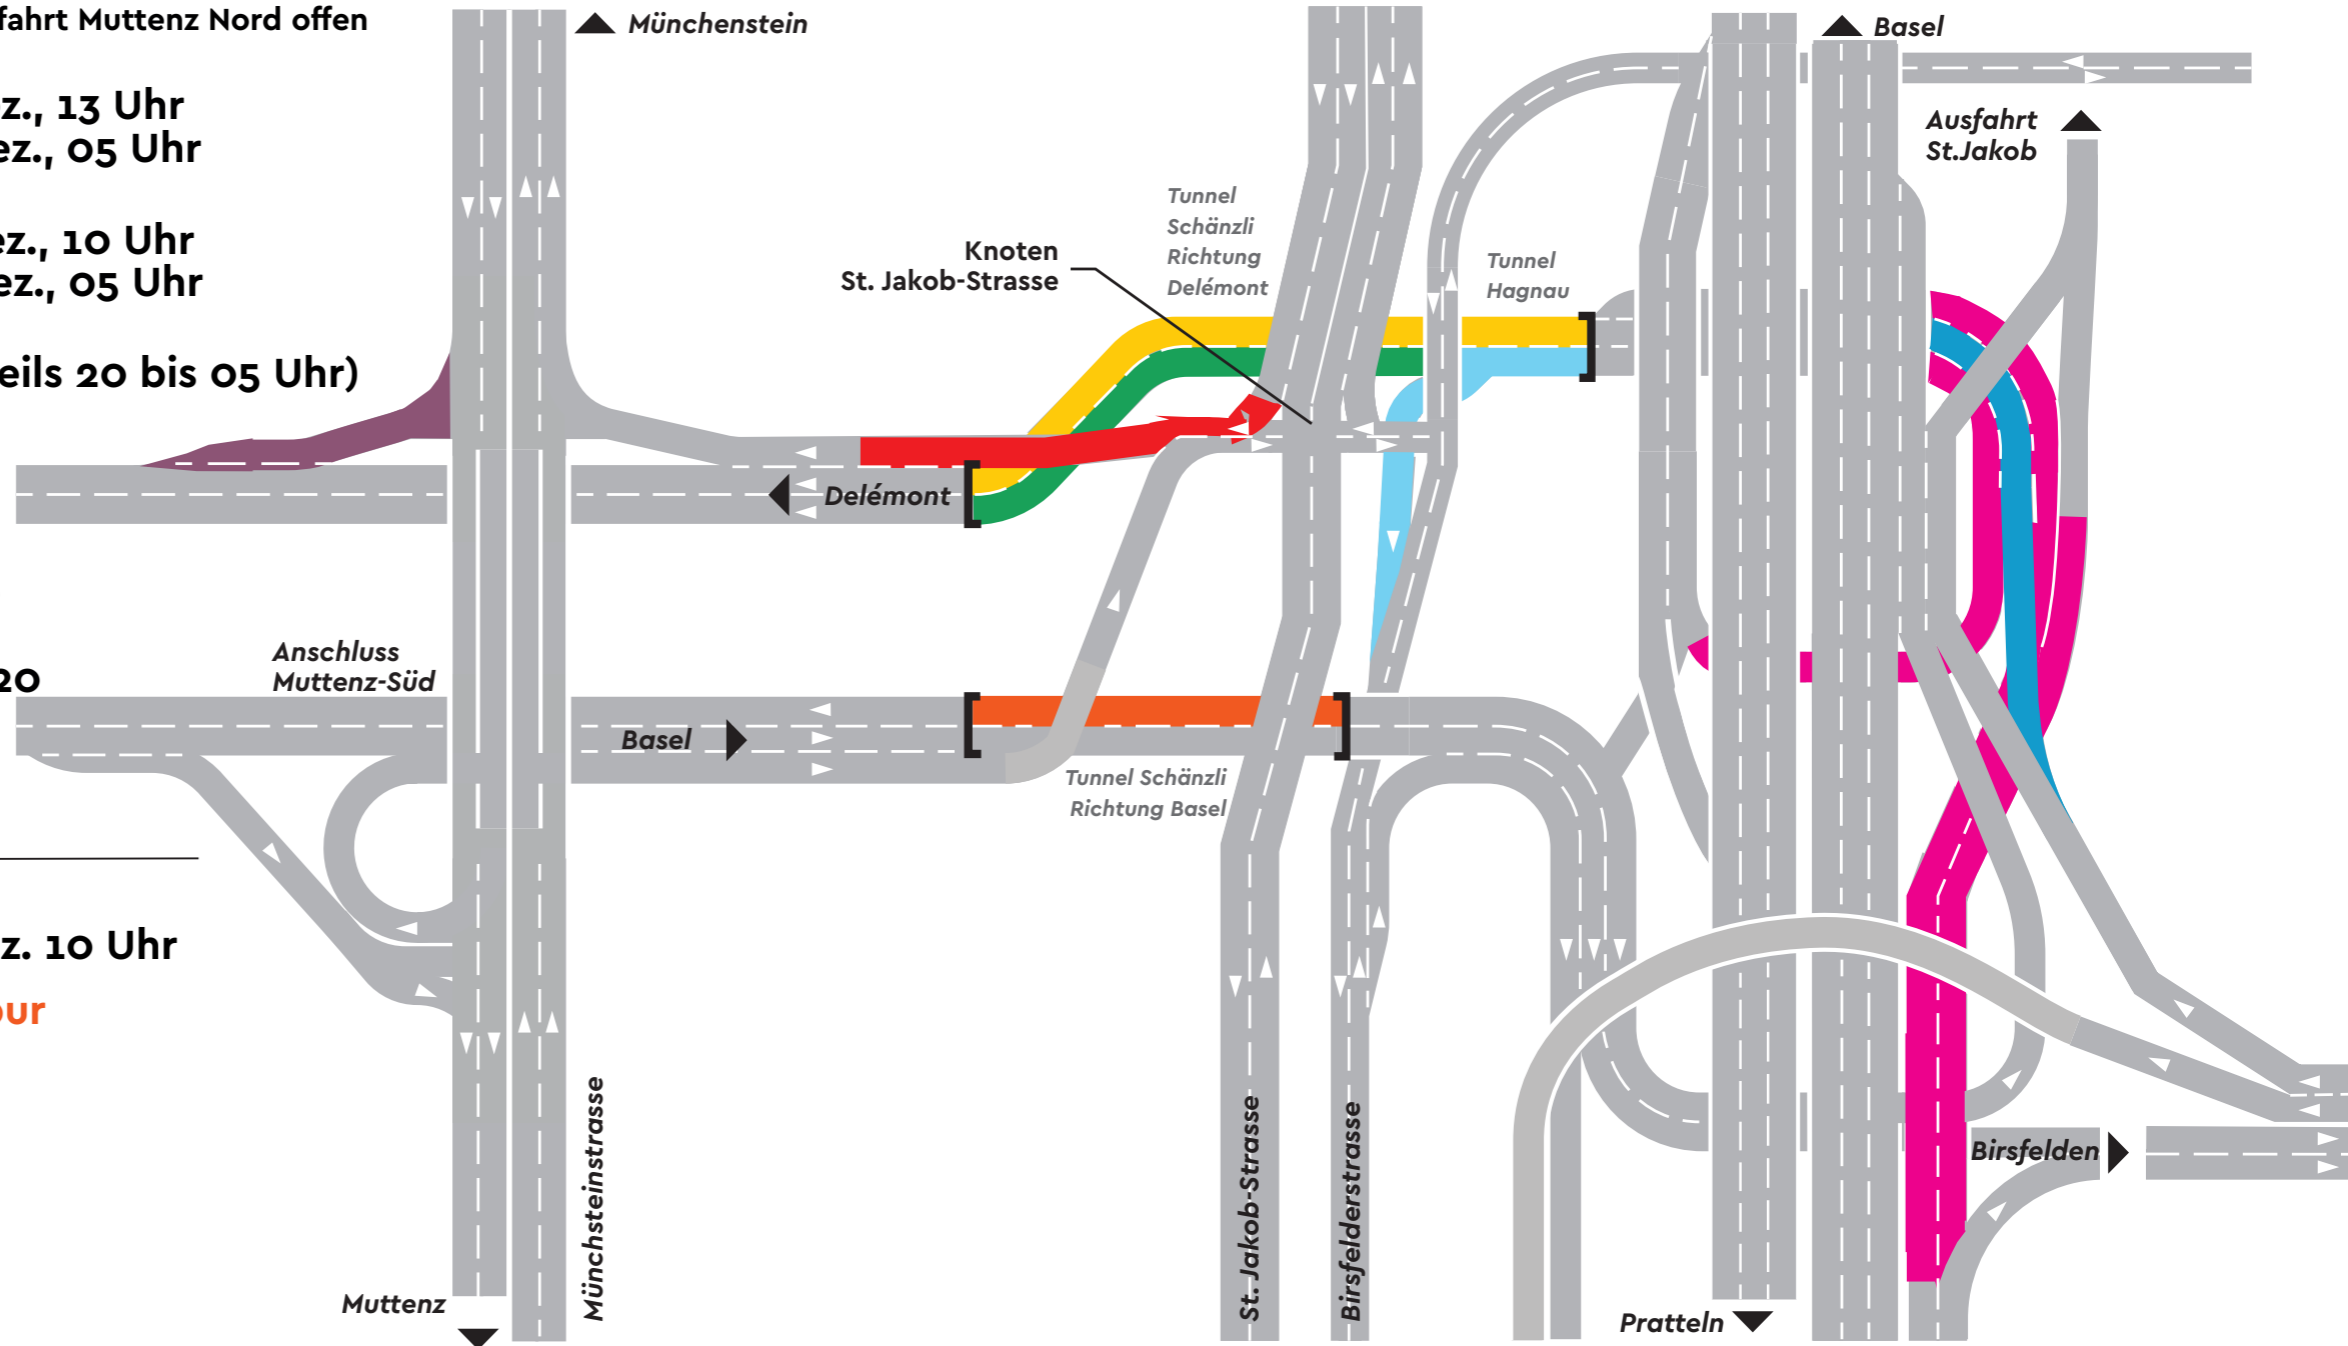 fahrt Muttenz Nord offen
z., 13 Uhr
ez., 05 Uhr
ez., 10 Uhr
ez., 05 Uhr
eils 20 bis 05 Uhr)
20
z. 10 Uhr
our
Münchenstein
Basel
Ausfahrt
St.Jakob
Tunnel
Schänzli
Richtung
Delémont
Knoten
St. Jakob-Strasse
Tunnel
Hagnau
Delémont
Anschluss
Muttenz-Süd
Basel
Tunnel Schänzli
Richtung Basel
Münchsteinstrasse
St. Jakob-Strasse
Birsfelderstrasse
Birsfelden
Muttenz
Pratteln